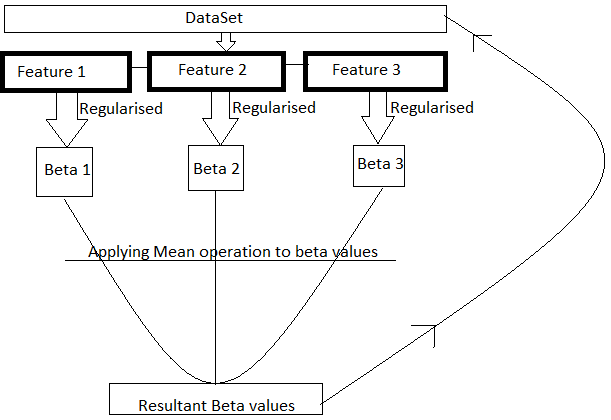 DataSet
Feature 1
Feature 2
Feature 3
Regularised
Regularised
Regularised
Beta 1
Beta 2
Beta 3
Applying Mean operation to beta values
Resultant Beta values